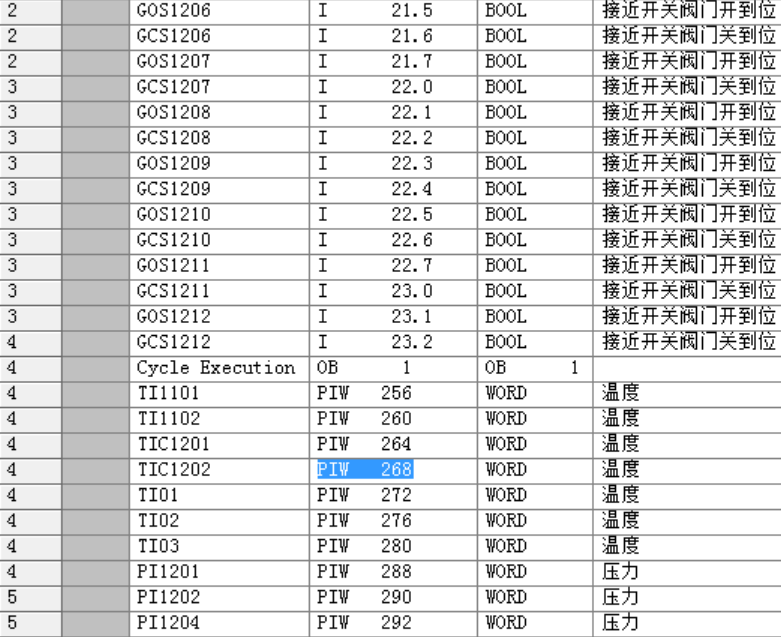 2 GOS1206 I 21.5 BOOL 接近开关阀门开到位
2 GCS1206 I 21.6 BOOL 接近开关阀门关到位
2 GOS1207 I 21.7 BOOL 接近开关阀门开到位
3 GCS1207 I 22.0 BOOL 接近开关阀门关到位
3 GOS1208 I 22.1 BOOL 接近开关阀门开到位
3 GCS1208 I 22.2 BOOL 接近开关阀门关到位
3 GOS1209 I 22.3 BOOL 接近开关阀门开到位
3 GCS1209 I 22.4 BOOL 接近开关阀门关到位
3 GOS1210 I 22.5 BOOL 接近开关阀门开到位
3 GCS1210 I 22.6 BOOL 接近开关阀门关到位
3 GOS1211 I 22.7 BOOL 接近开关阀门开到位
3 GCS1211 I 23.0 BOOL 接近开关阀门关到位
3 GOS1212 I 23.1 BOOL 接近开关阀门开到位
4 GCS1212 I 23.2 BOOL 接近开关阀门关到位
4 Cycle Execution OB 1 OB 1
4 TI1101 PIW 256 WORD 温度
4 TI1102 PIW 260 WORD 温度
4 TIC1201 PIW 264 WORD 温度
4 TIC1202 PIW 268 WORD 温度
4 TI01 PIW 272 WORD 温度
4 TI02 PIW 276 WORD 温度
4 TI03 PIW 280 WORD 温度
4 PI1201 PIW 288 WORD 压力
5 PI1202 PIW 290 WORD 压力
5 PI1204 PIW 292 WORD 压力